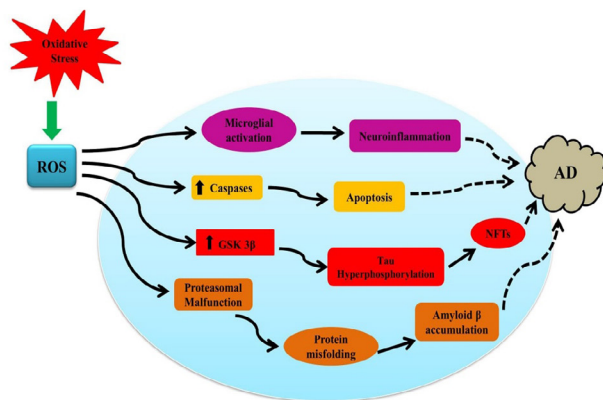 Oxidative
Stress
ROS
Microglial
activation
Neuroinflammation
AD
Caspases
Apoptosis
GSK 3β
Tau
Hyperphosphorylation
NFTs
Proteasomal
Malfunction
Protein
misfolding
Amyloid β
accumulation